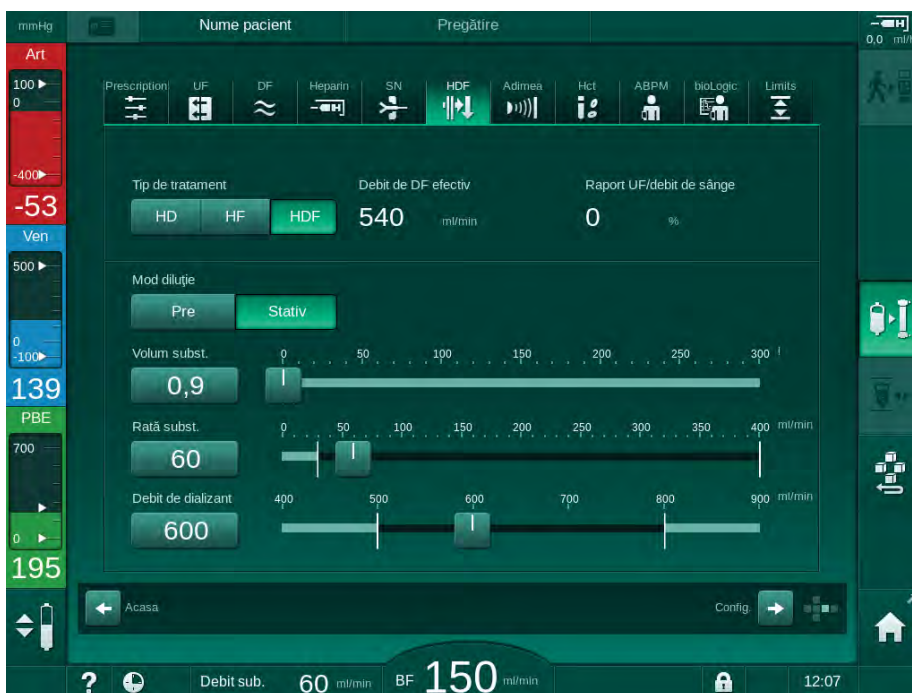 mmHg Nume pacient Pregătire 0,0 ml/h
Art
100
0
-400
-53
Ven
500
0
-100
139
PBE
700
0
195
Prescription UF DF Heparin SN HDF Adimea Hct ABPM bioLogic Limits
Tip de tratament Debit de DF efectiv Raport UF/debit de sânge
HD HF HDF 540 ml/min 0 %
Mod diluţie
Pre Stativ
Volum subst. 0 50 100 150 200 250 300 l
0,9
Rată subst. 0 50 100 150 200 250 300 350 400 ml/min
60
Debit de dializant 400 500 600 700 800 900 ml/min
600
Acasa Config.
? Debit sub. 60 ml/min BF 150 ml/min 12:07